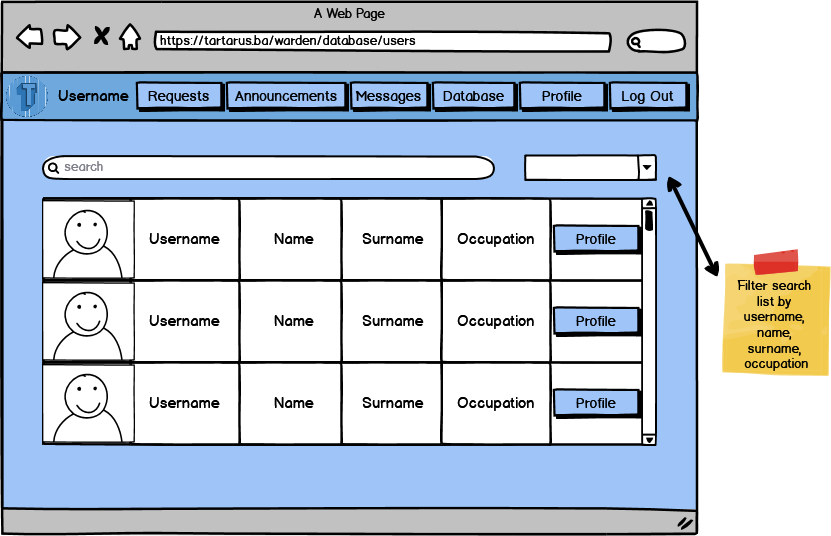 A Web Page
https://tartarus.ba/warden/database/users
T Username Requests Announcements Messages Database Profile Log Out
search
Username Name Surname Occupation Profile
Username Name Surname Occupation Profile
Username Name Surname Occupation Profile
Filter search
list by
username,
name,
surname,
occupation